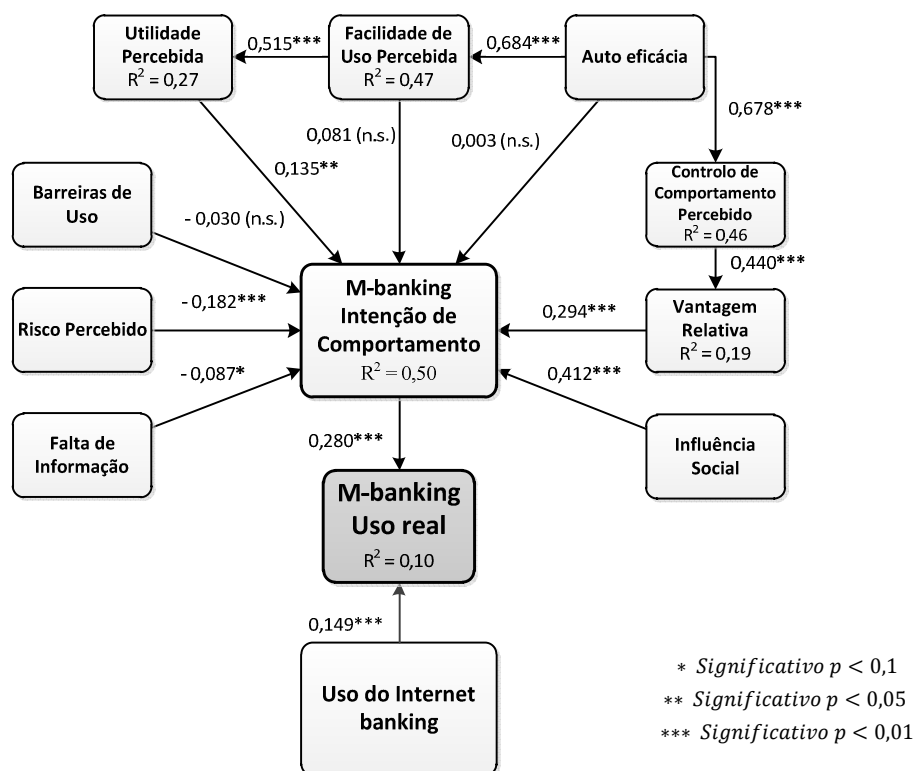 Utilidade
Percebida
R² = 0,27
0,515***
Facilidade de
Uso Percebida
R² = 0,47
0,684***
Auto eficácia
0,678***
0,081 (n.s.)
0,003 (n.s.)
0,135**
Controlo de
Comportamento
Percebido
R² = 0,46
Barreiras de
Uso
- 0,030 (n.s.)
0,440***
M-banking
Intenção de
Comportamento
R² = 0,50
Risco Percebido
- 0,182***
0,294***
Vantagem
Relativa
R² = 0,19
- 0,087*
0,412***
Falta de
Informação
Influência
Social
0,280***
M-banking
Uso real
R² = 0,10
0,149***
Uso do Internet
banking
* Significativo p < 0,1
** Significativo p < 0,05
*** Significativo p < 0,01